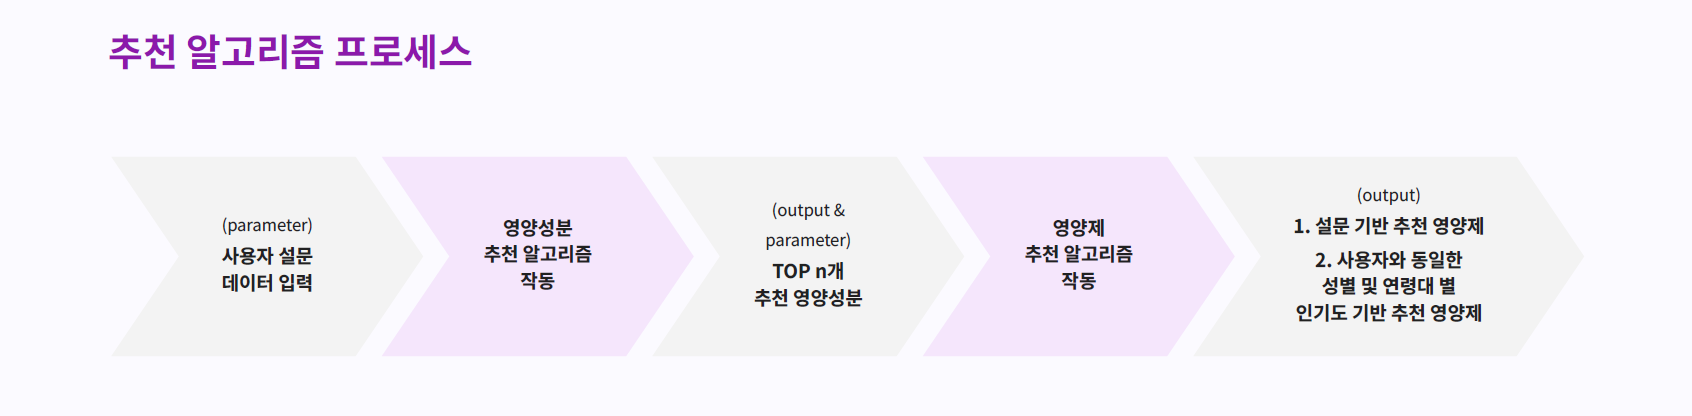 추천 알고리즘 프로세스
(parameter)
사용자 설문
데이터 입력
영양성분
추천 알고리즘
작동
(output &
parameter)
TOP n개
추천 영양성분
영양제
추천 알고리즘
작동
(output)
1. 설문 기반 추천 영양제
2. 사용자와 동일한
성별 및 연령대 별
인기도 기반 추천 영양제